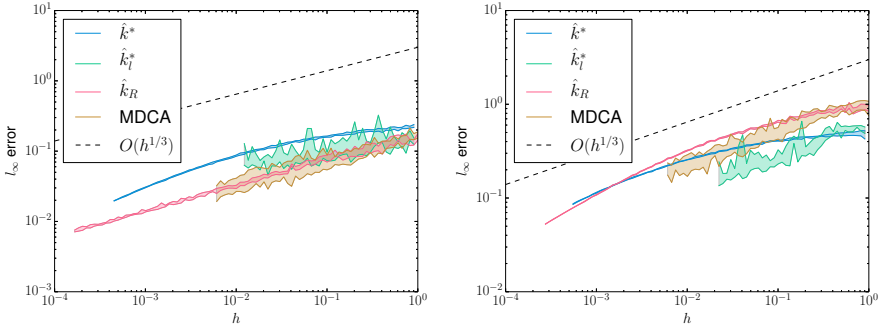 10^1
10^0
10^{-1}
10^{-2}
10^{-3}
l_∞ error
k̂*
k̂_l^*
k̂_R
MDCA
O(h^{1/3})
10^{-4}
10^{-3}
10^{-2}
10^{-1}
10^0
h
10^1
10^0
10^{-1}
10^{-2}
l_∞ error
k̂*
k̂_l^*
k̂_R
MDCA
O(h^{1/3})
10^{-4}
10^{-3}
10^{-2}
10^{-1}
10^0
h